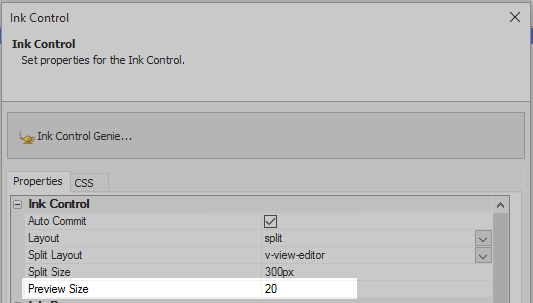 Ink Control
Ink Control
Set properties for the Ink Control.
Ink Control Genie...
Properties CSS
Ink Control
Auto Commit
Layout split
Split Layout v-view-editor
Split Size 300px
Preview Size 20